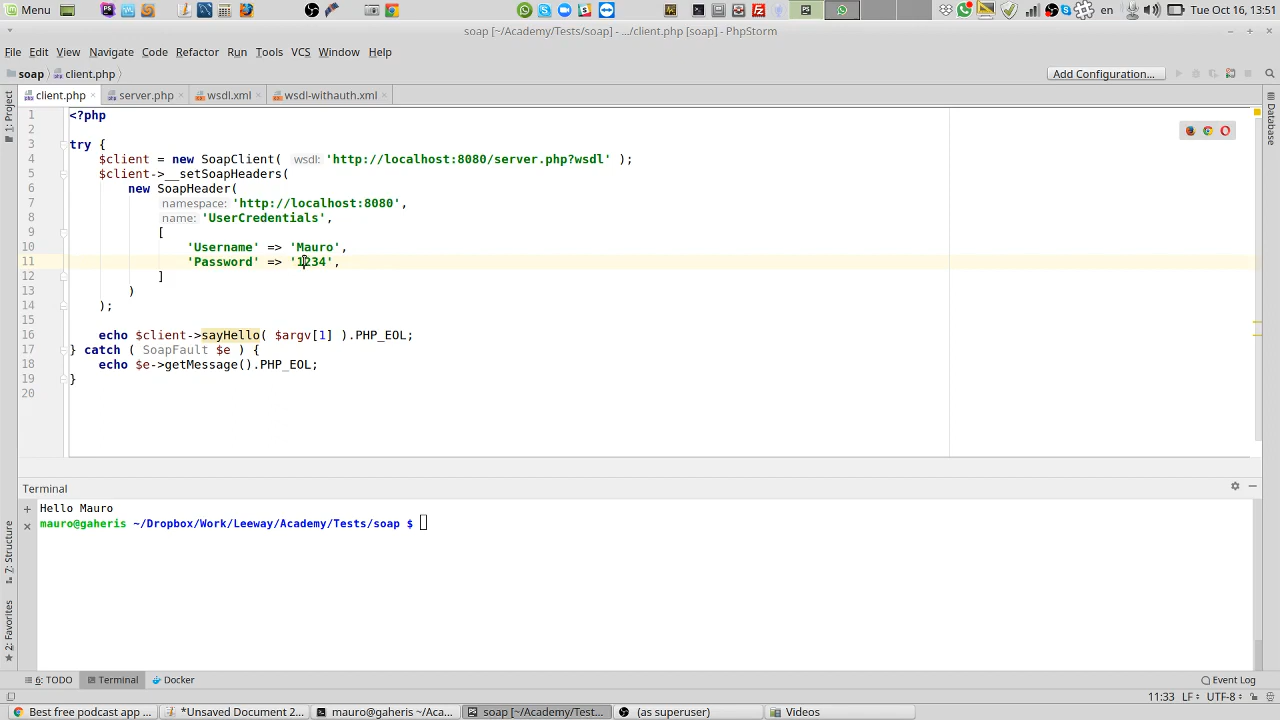 Menu
en
Tue Oct 16, 13:51
soap [~/Academy/Tests/soap] - .../client.php [soap] - PhpStorm
File Edit View Navigate Code Refactor Run Tools VCS Window Help
soap client.php
Add Configuration...
client.php server.php wsdl.xml wsdl-withauth.xml
1: Project
Database
1 <?php
2
3 try {
4 $client = new SoapClient( wsdl: 'http://localhost:8080/server.php?wsdl' );
5 $client->__setSoapHeaders(
6 new SoapHeader(
7 namespace: 'http://localhost:8080',
8 name: 'UserCredentials',
9 [
10 'Username' => 'Mauro',
11 'Password' => '1234',
12 ]
13 )
14 );
15
16 echo $client->sayHello( $argv[1] ).PHP_EOL;
17 } catch ( SoapFault $e ) {
18 echo $e->getMessage().PHP_EOL;
19 }
20
Terminal
Hello Mauro
mauro@gaheris ~/Dropbox/Work/Leeway/Academy/Tests/soap $
7: Structure
2: Favorites
6: TODO Terminal Docker
Event Log
11:33 LF UTF-8
Best free podcast app ... *Unsaved Document 2... mauro@gaheris ~/Aca... soap [~/Academy/Test... (as superuser) Videos